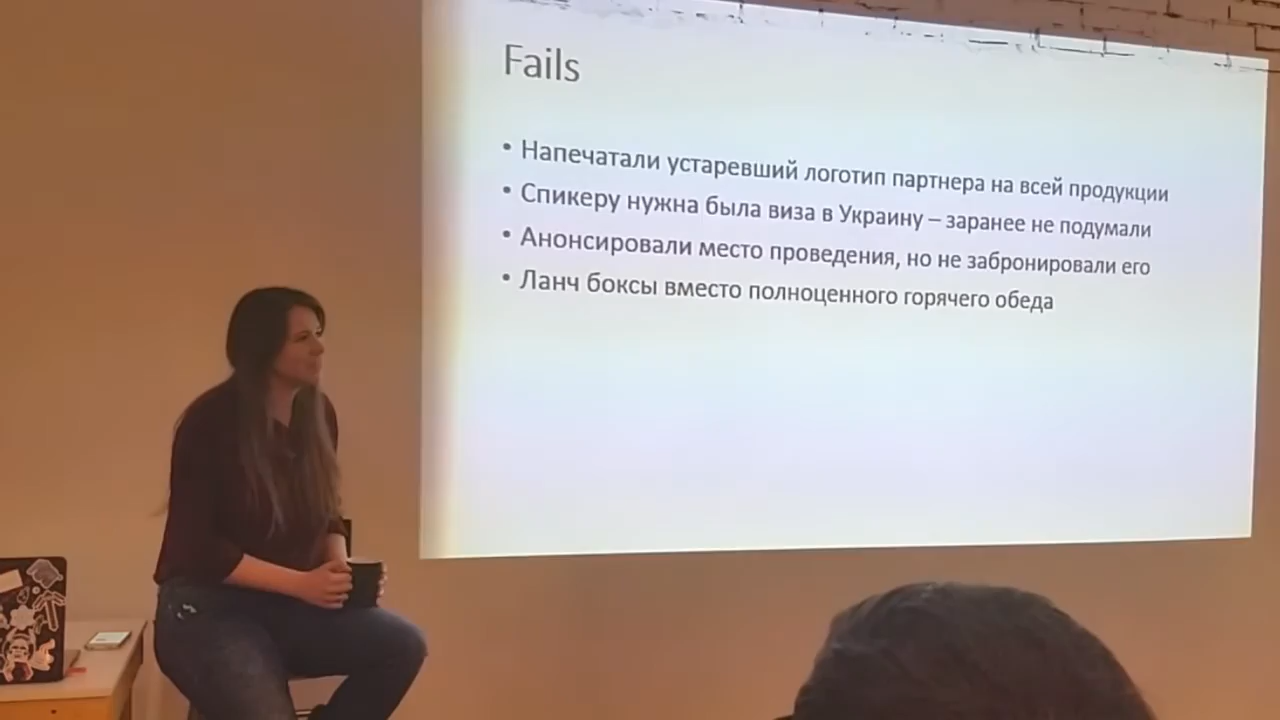 Fails
• Напечатали устаревший логотип партнера на всей продукции
• Спикеру нужна была виза в Украину – заранее не подумали
• Анонсировали место проведения, но не забронировали его
• Ланч боксы вместо полноценного горячего обеда